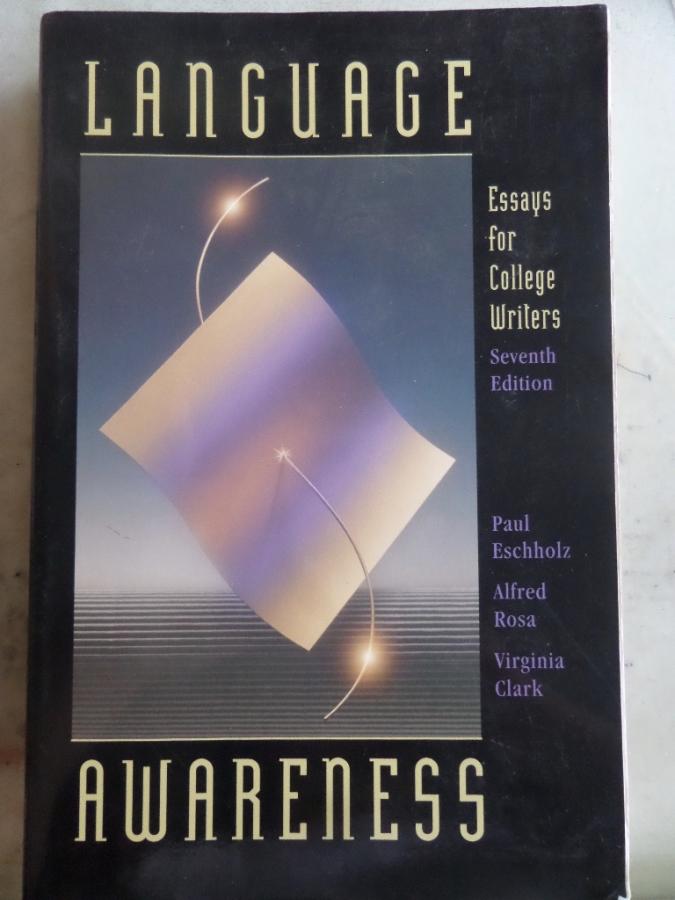 LANGUAGE
Essays
for
College
Writers
Seventh
Edition
Paul
Eschholz
Alfred
Rosa
Virginia
Clark
AWARENESS